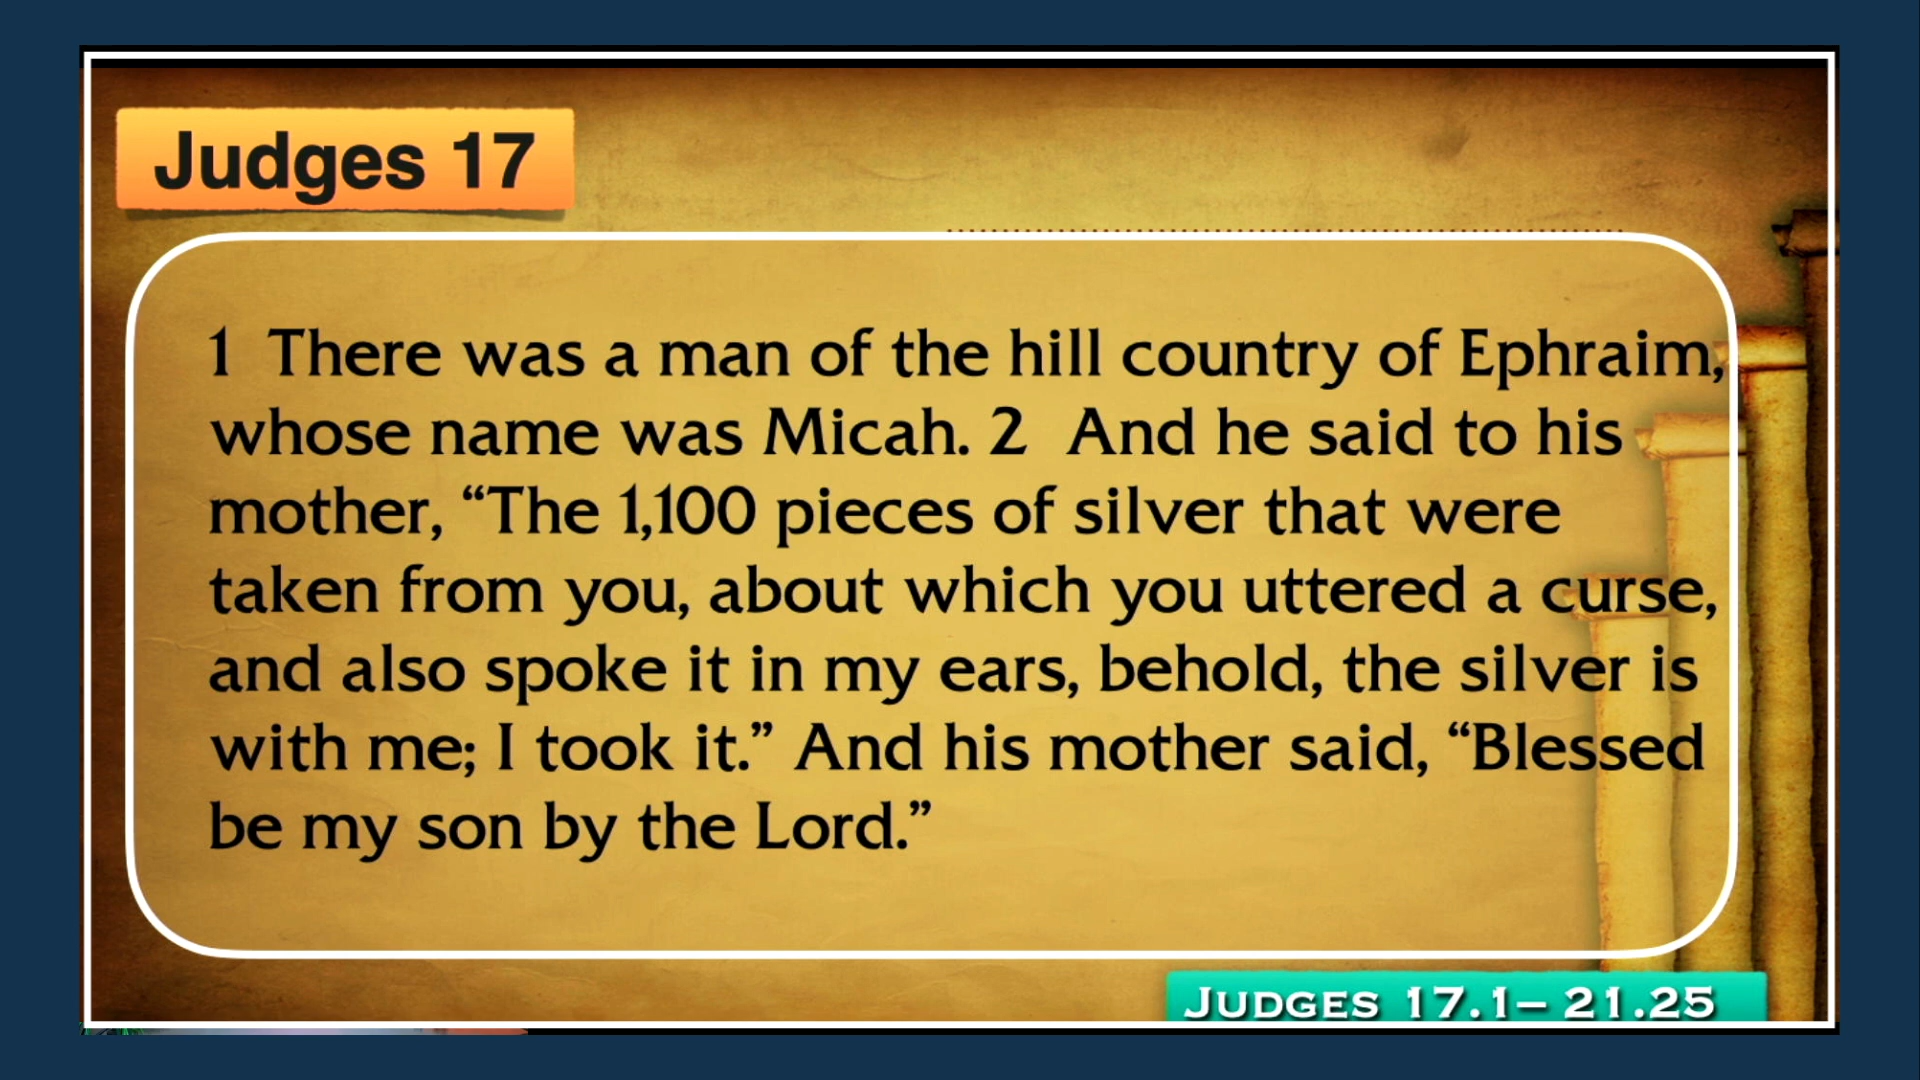 Judges 17
1 There was a man of the hill country of Ephraim,
whose name was Micah. 2 And he said to his
mother, “The 1,100 pieces of silver that were
taken from you, about which you uttered a curse,
and also spoke it in my ears, behold, the silver is
with me; I took it.” And his mother said, “Blessed
be my son by the Lord.”
Judges 17.1– 21.25